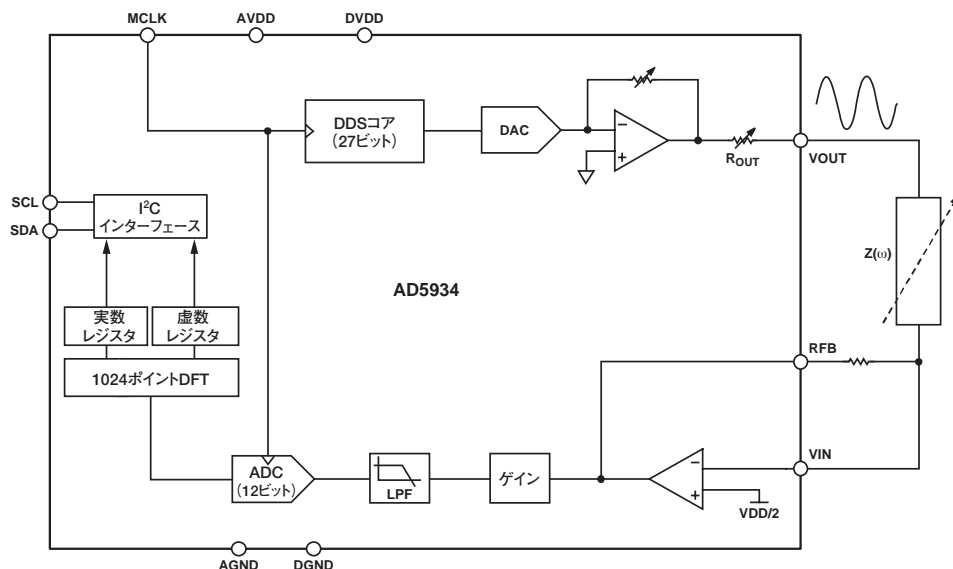 MCLK
AVDD
DVDD
DDSコア
(27ビット)
DAC
−
+
ROUT
VOUT
SCL
SDA
I²C
インターフェース
Z(ω)
AD5934
実数
レジスタ
虚数
レジスタ
RFB
1024ポイントDFT
ADC
(12ビット)
LPF
ゲイン
−
+
VDD/2
VIN
AGND
DGND